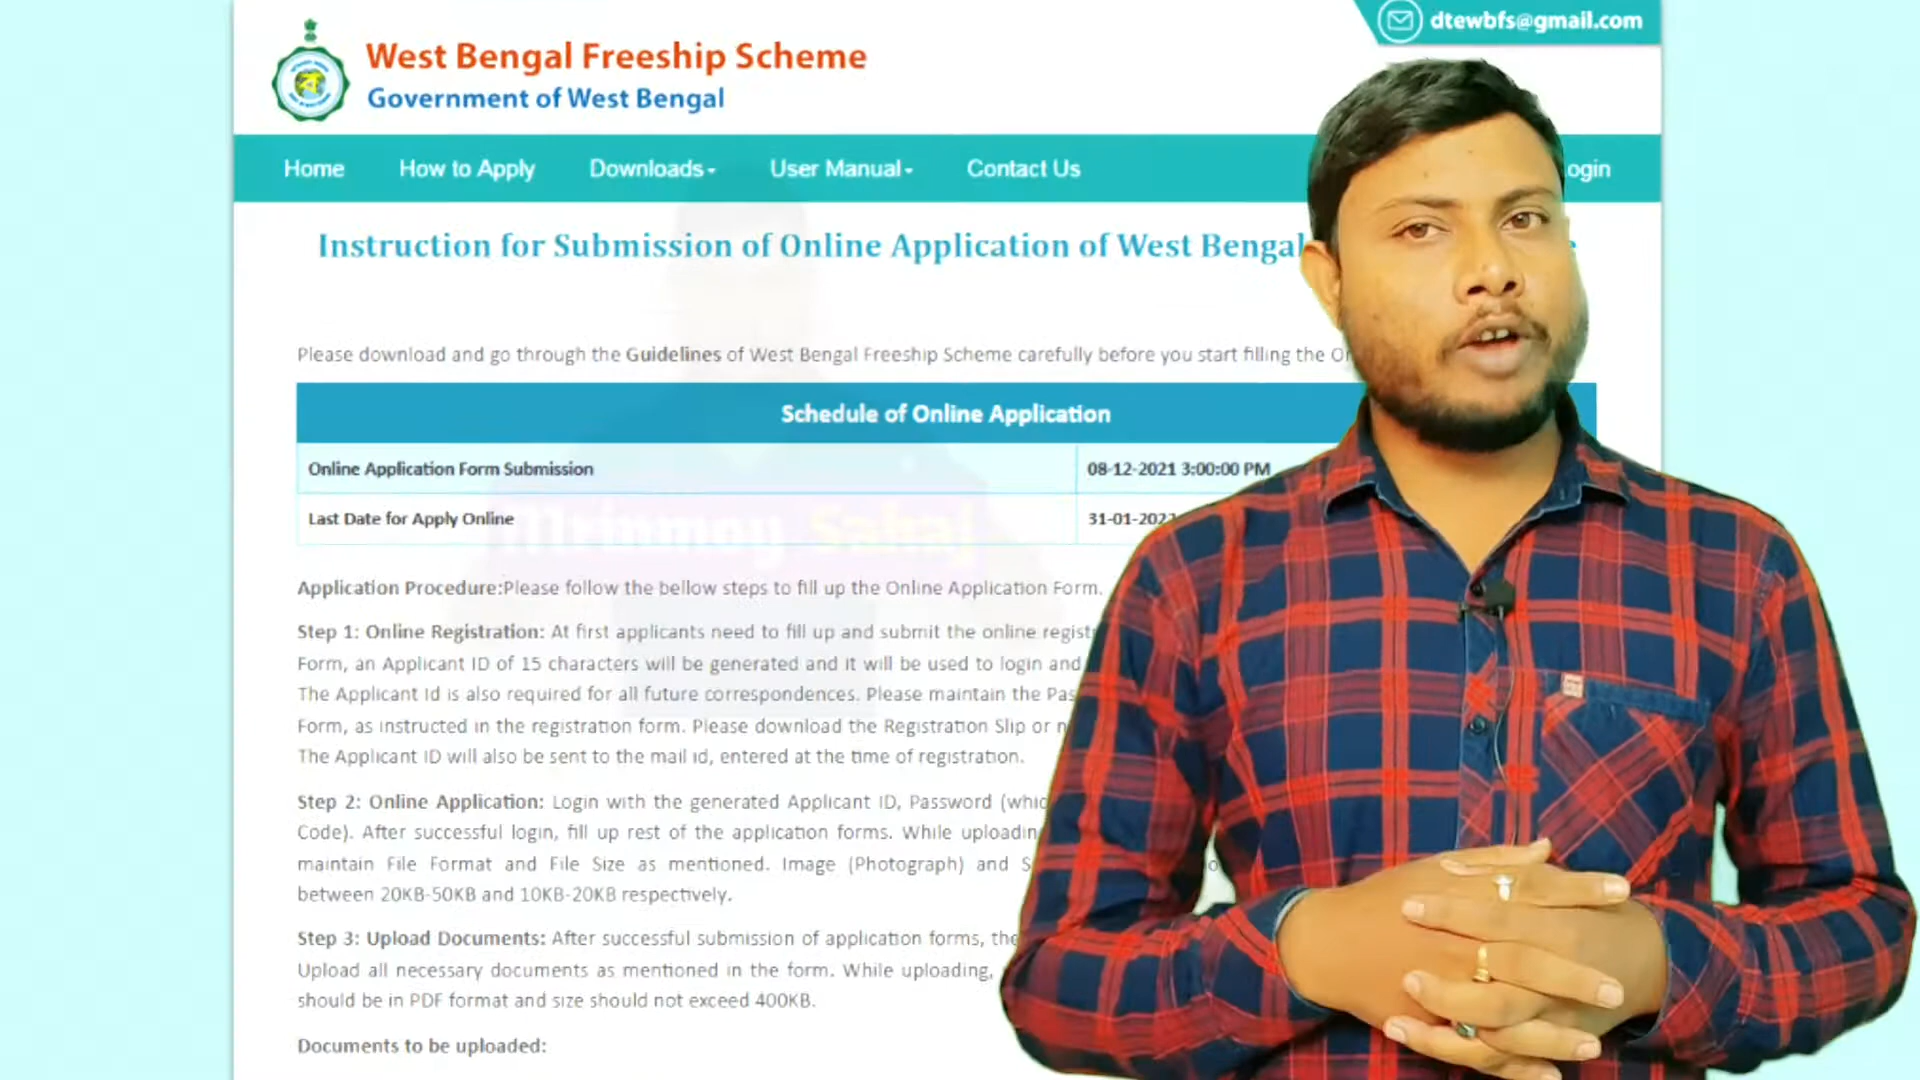 dtewbfs@gmail.com
West Bengal Freeship Scheme
Government of West Bengal
Home How to Apply Downloads User Manual Contact Us ogin
Instruction for Submission of Online Application of West Bengal
Please download and go through the Guidelines of West Bengal Freeship Scheme carefully before you start filling the
Schedule of Online Application
Online Application Form Submission 08-12-2021 3:00:00 PM
Last Date for Apply Online 31-01-202
Application Procedure:Please follow the bellow steps to fill up the Online Application Form.
Step 1: Online Registration: At first applicants need to fill up and submit the online regist
Form, an Applicant ID of 15 characters will be generated and it will be used to login and
The Applicant Id is also required for all future correspondences. Please maintain the Pas
Form, as instructed in the registration form. Please download the Registration Slip or
The Applicant ID will also be sent to the mail id, entered at the time of registration.
Step 2: Online Application: Login with the generated Applicant ID, Password (whic
Code). After successful login, fill up rest of the application forms. While uploadin
maintain File Format and File Size as mentioned. Image (Photograph) and S
between 20KB-50KB and 10KB-20KB respectively.
Step 3: Upload Documents: After successful submission of application forms, the
Upload all necessary documents as mentioned in the form. While uploading,
should be in PDF format and size should not exceed 400KB.
Documents to be uploaded: